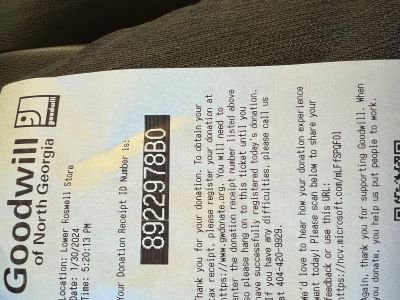 Goodwill
goodwill
of North Georgia
Location: Lower Roswell Store
Date: 1/30/2024
Time: 5:20:13 PM
Your Donation Receipt ID Number is:
8922978B0
Thank you for your donation. To obtain your
tax receipt, please register your donation at
https://www.gwdonate.org. You will need to
enter the donation receipt number listed above
so please hang on to this ticket until you
have successfully registered today's donation.
If you have any difficulties, please call us
at 404-420-9929.
We'd love to hear how your donation experience
went today! Please scan below to share your
feedback or use this URL:
https://ncv.microsoft.com/mLFfSPQFOl
Again, thank you for supporting Goodwill. When
you donate, you help us put people to work.